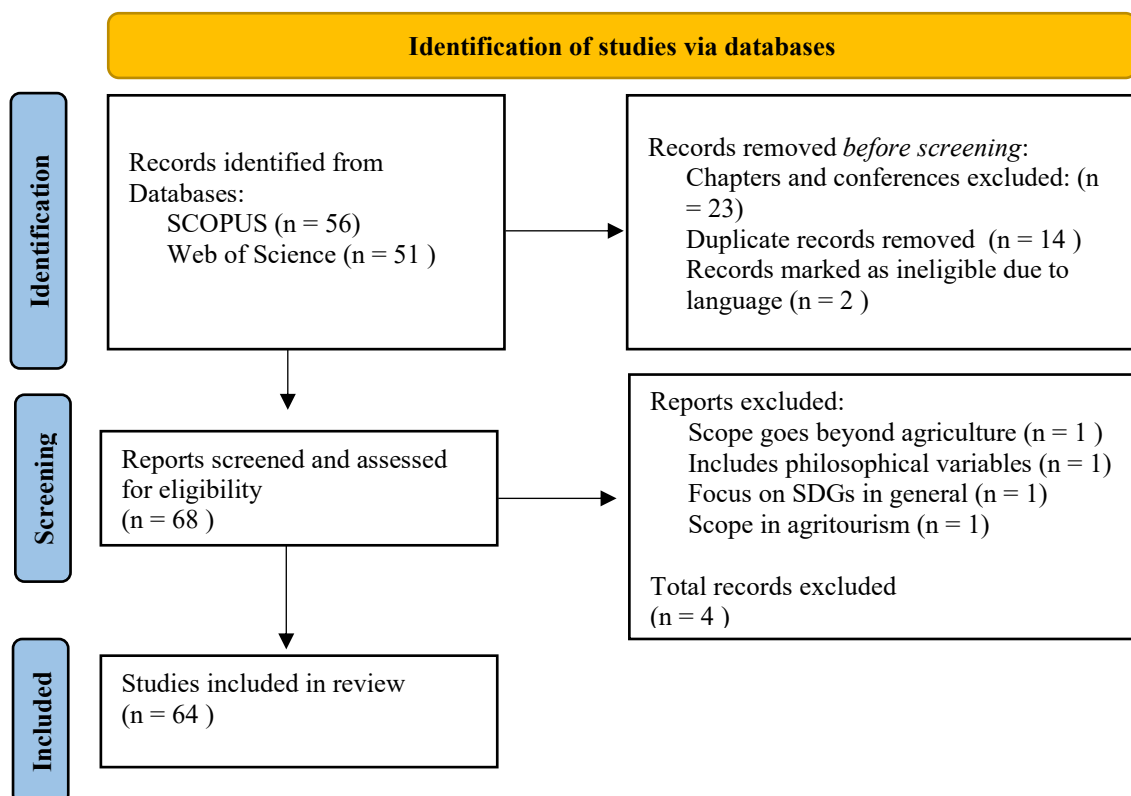 Identification of studies via databases
Identification
Records identified from
Databases:
SCOPUS (n = 56)
Web of Science (n = 51 )
Records removed before screening:
Chapters and conferences excluded: (n
= 23)
Duplicate records removed (n = 14 )
Records marked as ineligible due to
language (n = 2 )
Screening
Reports screened and assessed
for eligibility
(n = 68 )
Reports excluded:
Scope goes beyond agriculture (n = 1 )
Includes philosophical variables (n = 1)
Focus on SDGs in general (n = 1)
Scope in agritourism (n = 1)
Total records excluded
(n = 4 )
Included
Studies included in review
(n = 64 )